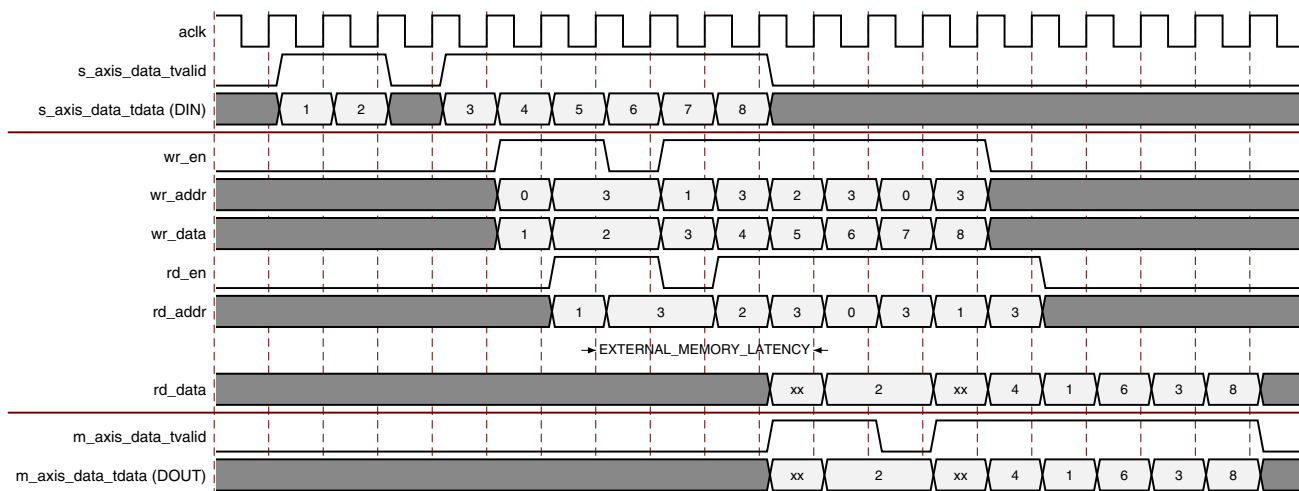 aclk
s_axis_data_tvalid
s_axis_data_tdata (DIN) 1 2 3 4 5 6 7 8
wr_en
wr_addr 0 3 1 3 2 3 0 3
wr_data 1 2 3 4 5 6 7 8
rd_en
rd_addr 1 3 2 3 0 3 1 3
EXTERNAL_MEMORY_LATENCY
rd_data xx 2 xx 4 1 6 3 8
m_axis_data_tvalid
m_axis_data_tdata (DOUT) xx 2 xx 4 1 6 3 8